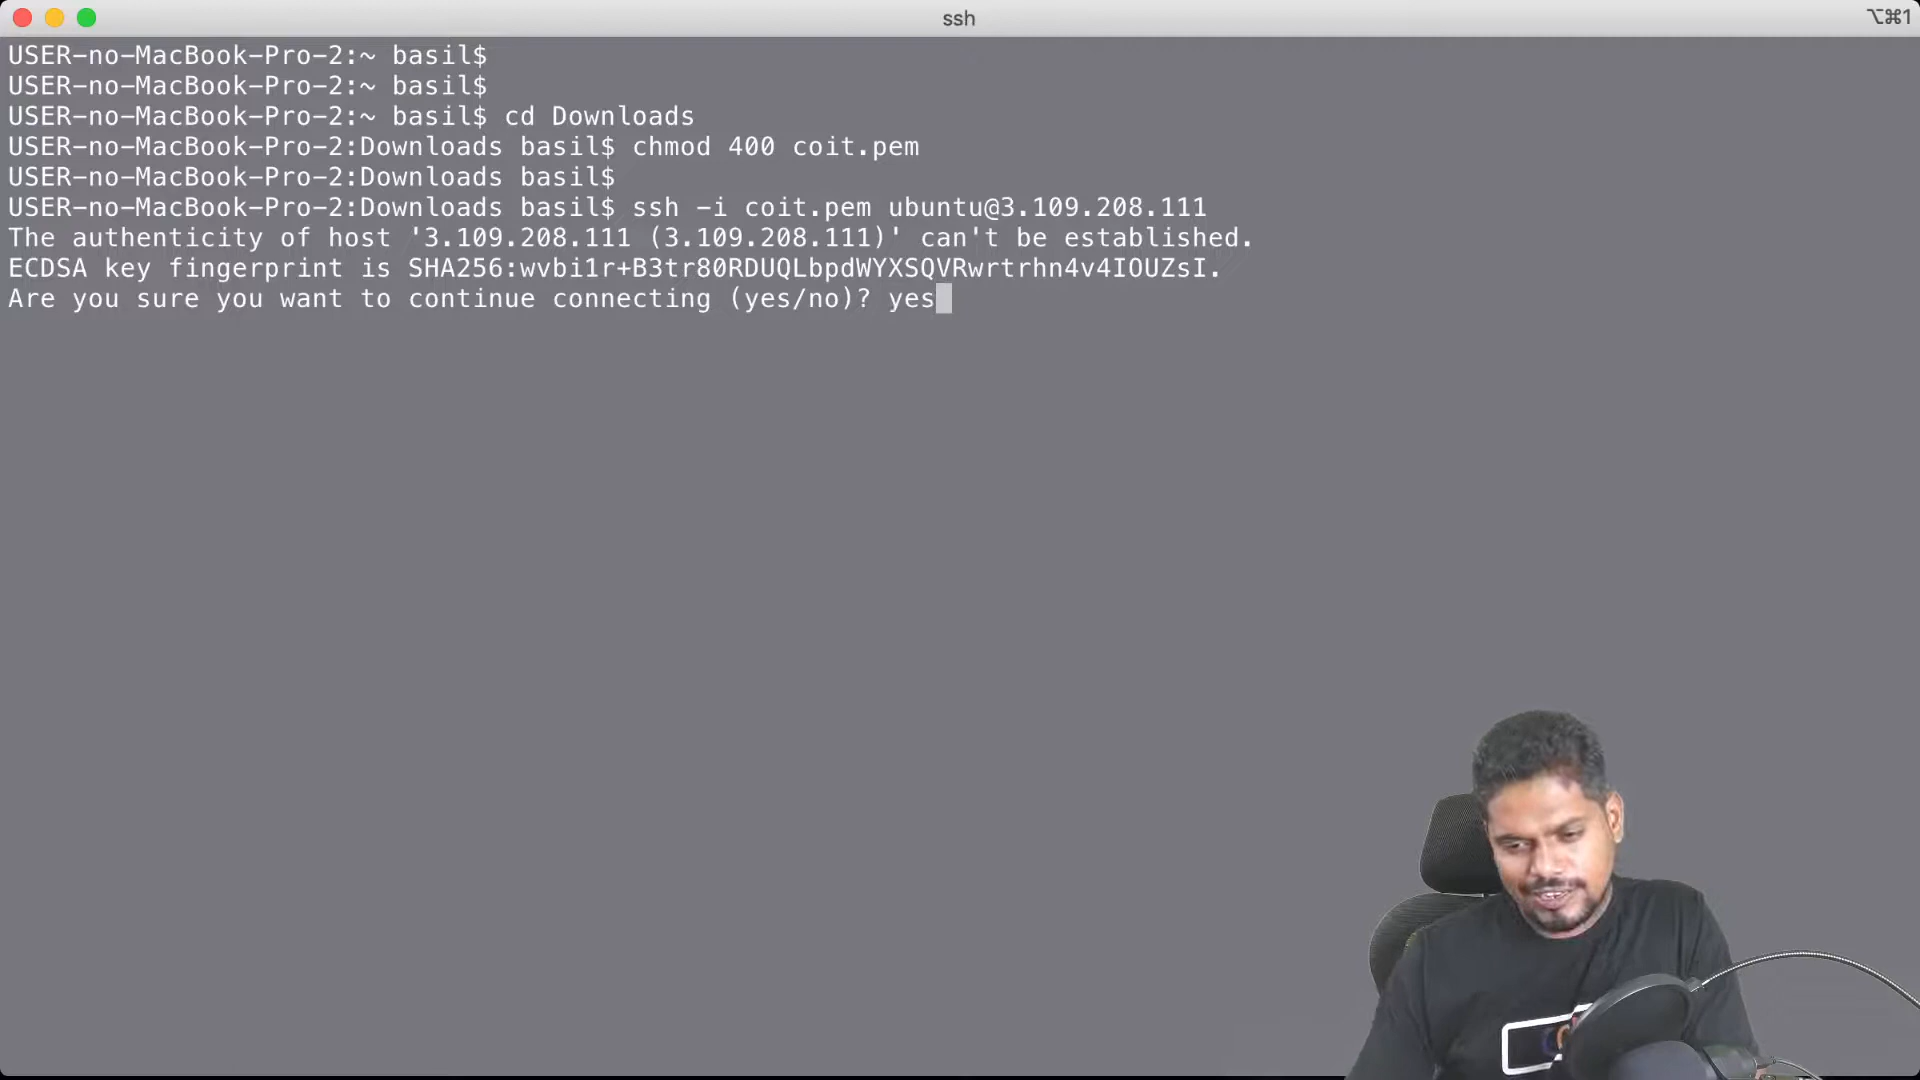 ssh
⌥⌘1
USER-no-MacBook-Pro-2:~ basil$
USER-no-MacBook-Pro-2:~ basil$
USER-no-MacBook-Pro-2:~ basil$ cd Downloads
USER-no-MacBook-Pro-2:Downloads basil$ chmod 400 coit.pem
USER-no-MacBook-Pro-2:Downloads basil$
USER-no-MacBook-Pro-2:Downloads basil$ ssh -i coit.pem ubuntu@3.109.208.111
The authenticity of host '3.109.208.111 (3.109.208.111)' can't be established.
ECDSA key fingerprint is SHA256:wvbi1r+B3tr80RDUQLbpdWYXSQVRwrtrhn4v4IOUZsI.
Are you sure you want to continue connecting (yes/no)? yes